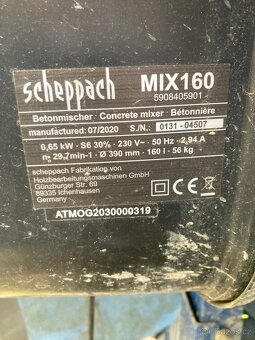 scheppach MIX160
5908405901
Betonmischer · Concrete mixer · Bétonnière
manufactured: 07/2020 S./N.: 0131 - 04507
0,65 kW · S6 30% · 230 V~ · 50 Hz · 2,94 A
n. 29,7min-1 · Ø 390 mm · 160 l · 56 kg
scheppach Fabrikation von
Holzbearbeitungsmaschinen GmbH
Günzburger Str. 69
89335 Ichenhausen
Germany
CE
ATMOG2030000319